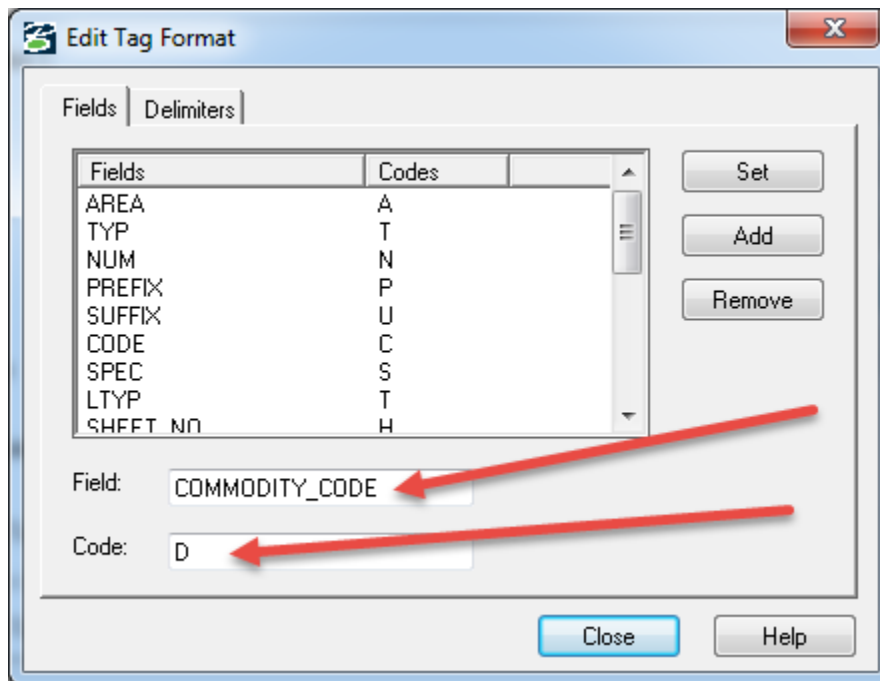 Edit Tag Format
Fields Delimiters
Fields Codes
AREA A
TYP T
NUM N
PREFIX P
SUFFIX U
CODE C
SPEC S
LTYP T
SHEET_NO H
Set
Add
Remove
Field: COMMODITY_CODE
Code: D
Close Help